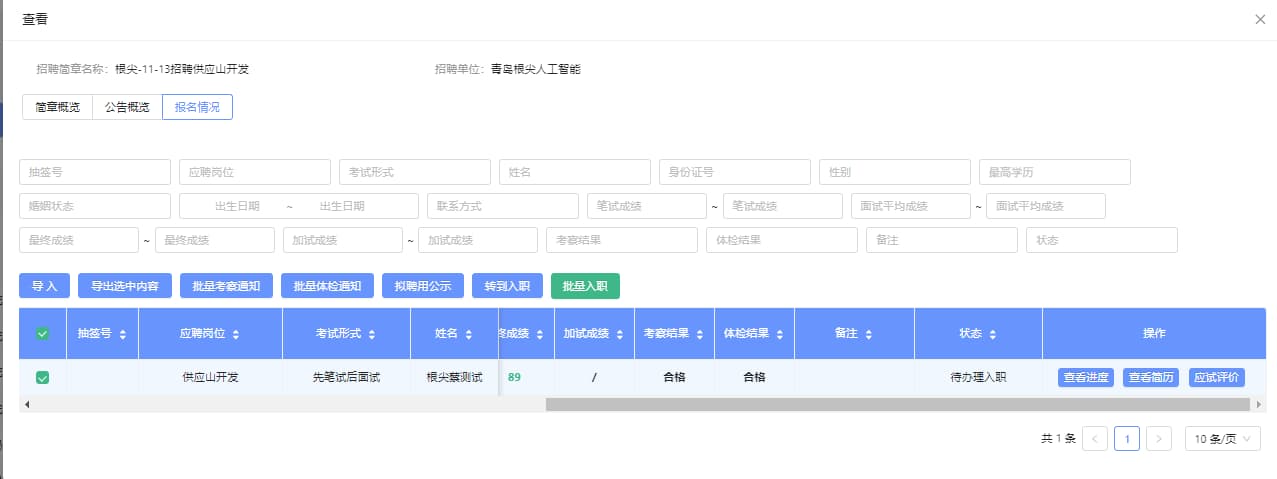 查看
招聘简章名称：根尖-11-13招聘供应山开发 招聘单位：青岛根尖人工智能
简章概览 公告概览 报名情况
抽签号 应聘岗位 考试形式 姓名 身份证号 性别 最高学历
婚姻状态 出生日期 ~ 出生日期 联系方式 笔试成绩 ~ 笔试成绩 面试平均成绩 ~ 面试平均成绩
最终成绩 ~ 最终成绩 加试成绩 ~ 加试成绩 考察结果 体检结果 备注 状态
导 入 导出选中内容 批量考察通知 批量体检通知 拟聘用公示 转到入职 批量入职
抽签号 应聘岗位 考试形式 姓名 终成绩 加试成绩 考察结果 体检结果 备注 状态 操作
供应山开发 先笔试后面试 根尖蔡测试 89 / 合格 合格 待办理入职 查看进度 查看简历 应试评价
共 1 条 < 1 > 10 条/页